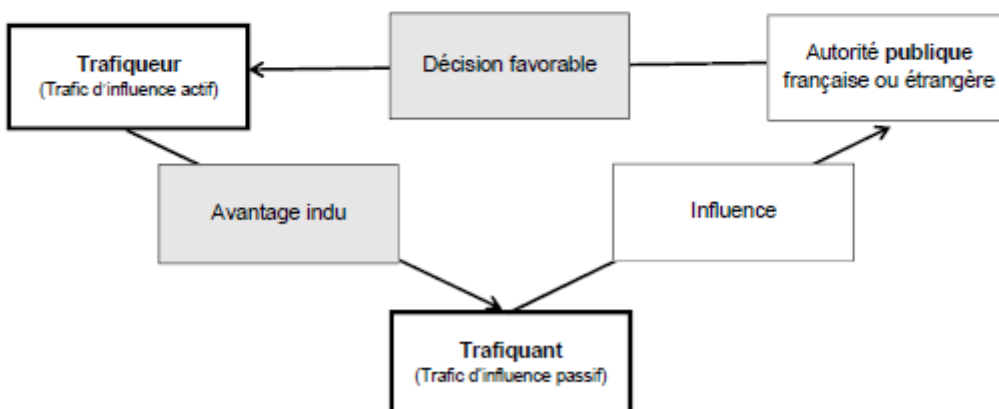 Trafiqueur
(Trafic d'influence actif)
Décision favorable
Autorité publique
française ou étrangère
Avantage indu
Influence
Trafiquant
(Trafic d'influence passif)